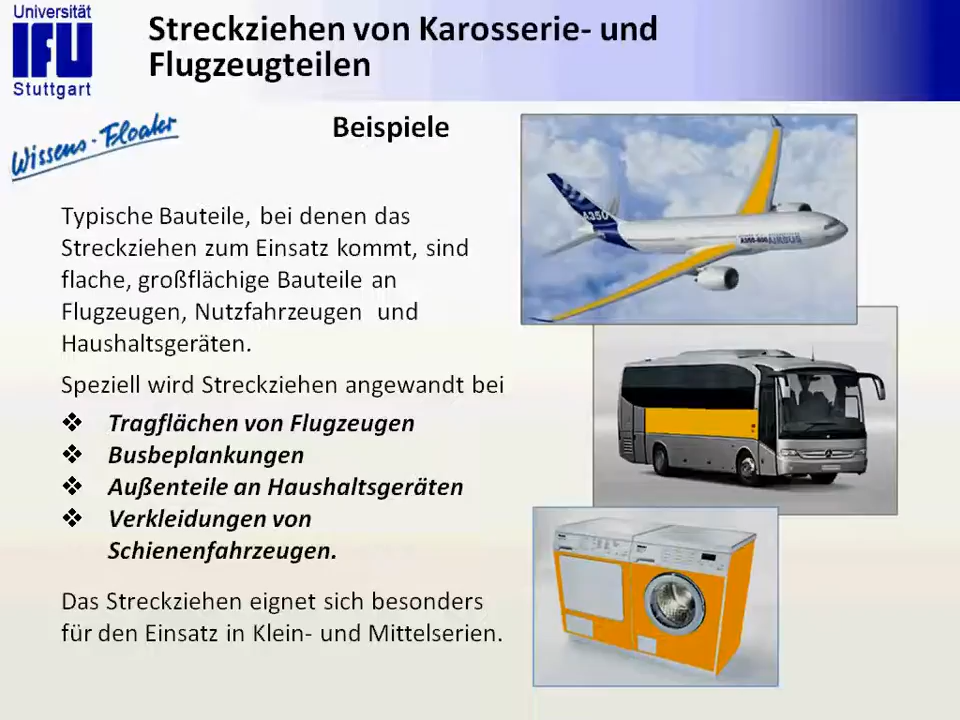 Universität
IFU
Stuttgart
Streckziehen von Karosserie- und
Flugzeugteilen
Wissens-Floater
Beispiele
Typische Bauteile, bei denen das
Streckziehen zum Einsatz kommt, sind
flache, großflächige Bauteile an
Flugzeugen, Nutzfahrzeugen und
Haushaltsgeräten.
Speziell wird Streckziehen angewandt bei
❖ Tragflächen von Flugzeugen
❖ Busbeplankungen
❖ Außenteile an Haushaltsgeräten
❖ Verkleidungen von
Schienenfahrzeugen.
Das Streckziehen eignet sich besonders
für den Einsatz in Klein- und Mittelserien.
A350
A350-800 AIRBUS